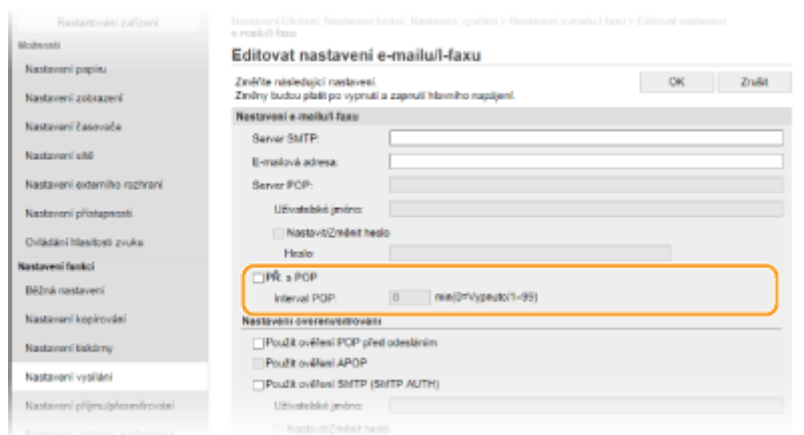 Restartování zařízení
Možnosti
Nastavení papíru
Nastavení zobrazení
Nastavení časovače
Nastavení sítě
Nastavení externího rozhraní
Nastavení přístupnosti
Ovládání hlasitosti zvuku
Nastavení funkcí
Běžná nastavení
Nastavení kopírování
Nastavení tiskárny
Nastavení vysílání
Nastavení příjmu/přesměrování
Nastavení/Uložení: Nastavení funkcí: Nastavení vysílání > Nastavení e-mailu/I-faxu > Editovat nastavení
e-mailu/I-faxu
Editovat nastavení e-mailu/I-faxu
Změňte následující nastavení.
Změny budou platit po vypnutí a zapnutí hlavního napájení.
OK
Zrušit
Nastavení e-mailu/I-faxu
Server SMTP:
E-mailová adresa:
Server POP:
Uživatelské jméno:
Nastavit/Změnit heslo
Heslo:
PŘ. s POP
Interval POP: 0 min(0=Vypnuto/1-99)
Nastavení ověření/šifrování
Použít ověření POP před odesláním
Použít ověření APOP
Použít ověření SMTP (SMTP AUTH)
Uživatelské jméno:
Nastavit/Změnit heslo